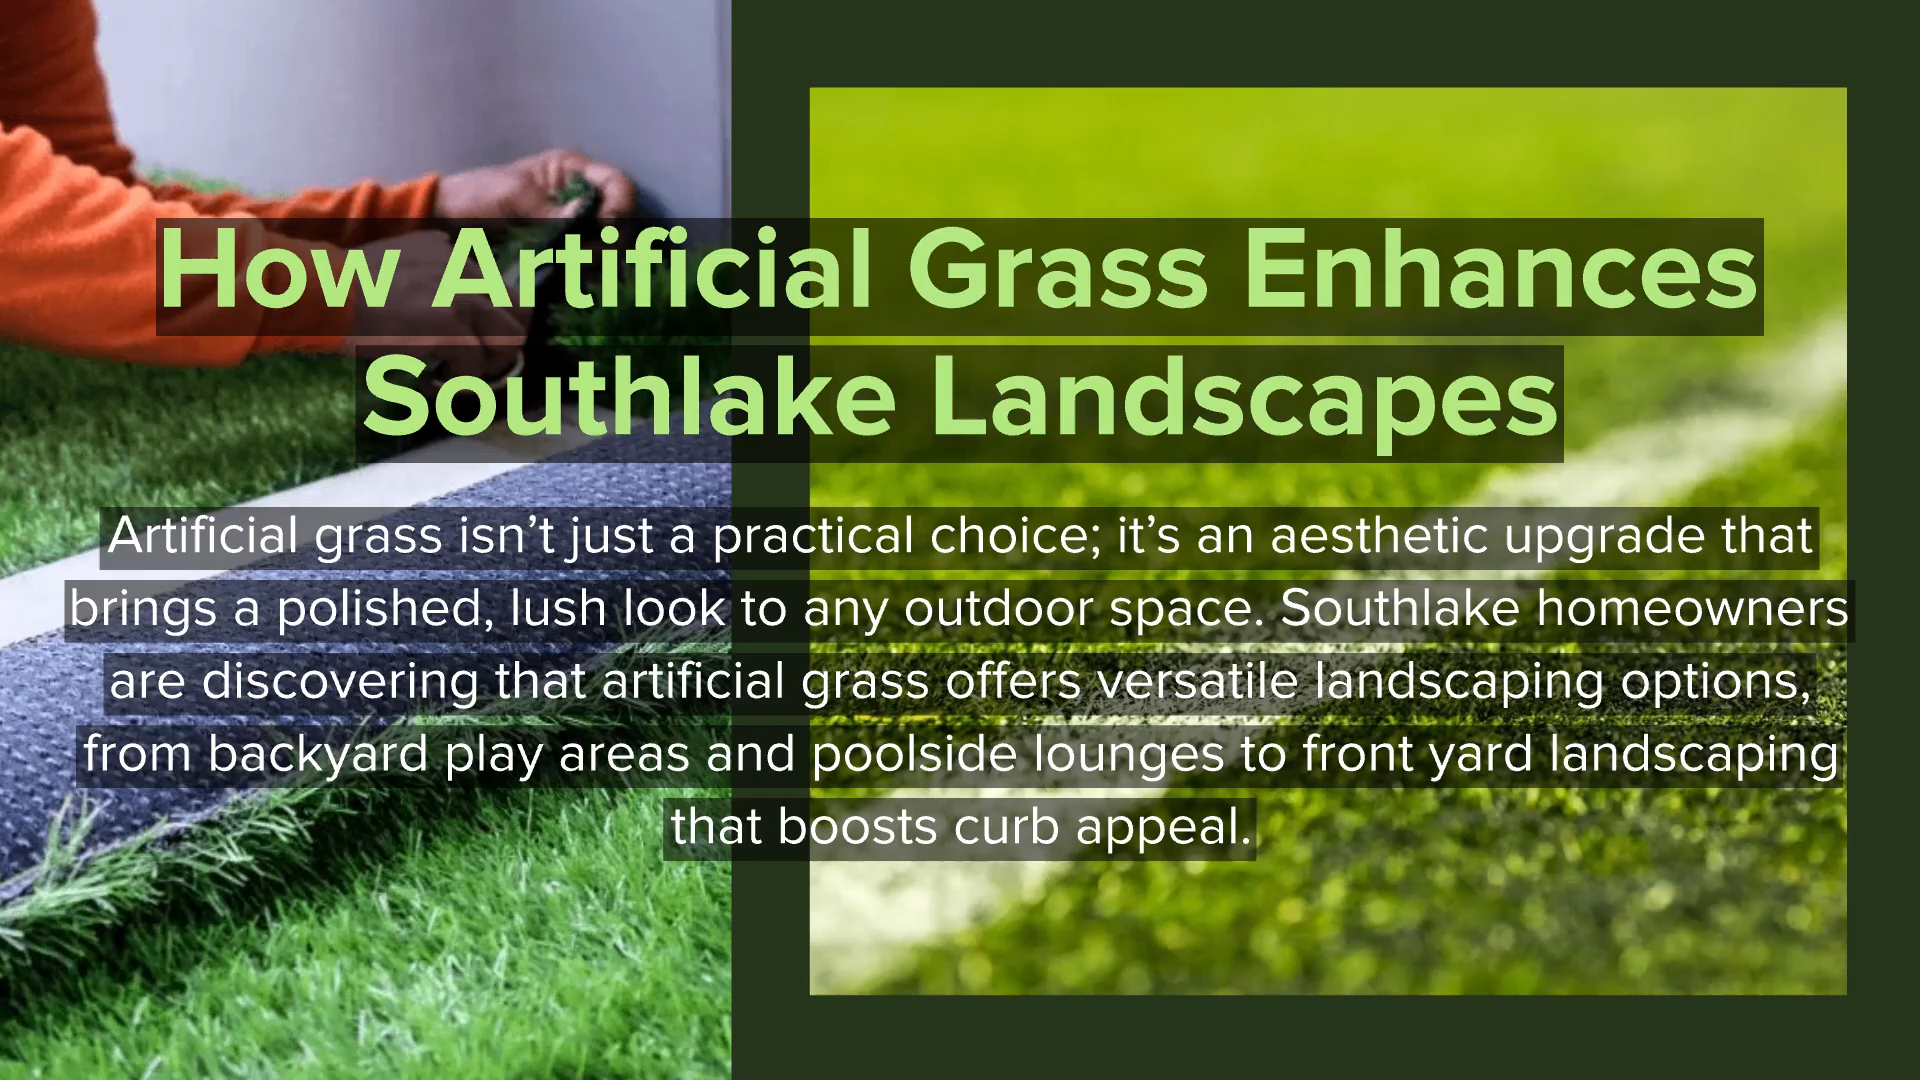 How Artificial Grass Enhances
Southlake Landscapes
Artificial grass isn’t just a practical choice; it’s an aesthetic upgrade that
brings a polished, lush look to any outdoor space. Southlake homeowners
are discovering that artificial grass offers versatile landscaping options,
from backyard play areas and poolside lounges to front yard landscaping
that boosts curb appeal.